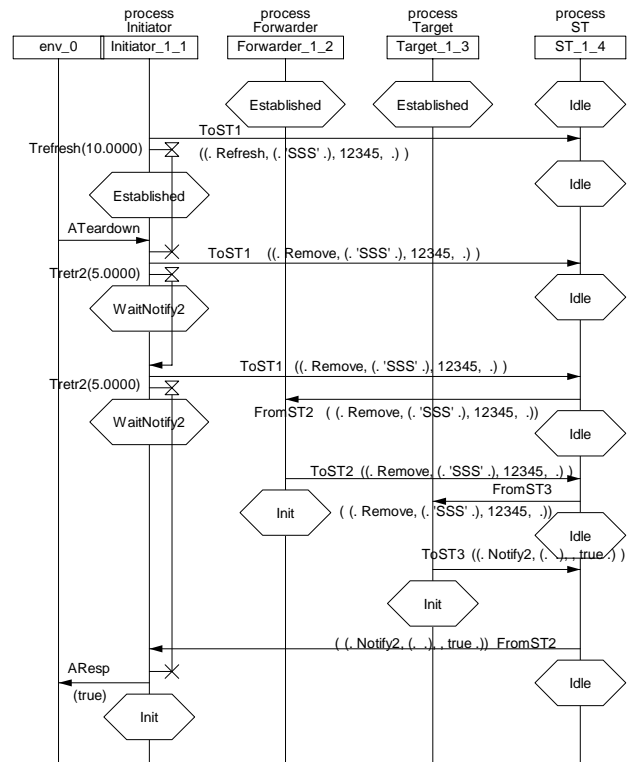 process process process process
Initiator Forwarder Target ST
env_0 Initiator_1_1 Forwarder_1_2 Target_1_3 ST_1_4
Established Established Idle
ToST1
Trefresh(10.0000) ((. Refresh, (. 'SSS' .), 12345, .) )
Established Idle
ATeardown
ToST1 ((. Remove, (. 'SSS' .), 12345, .) )
Tretr2(5.0000)
WaitNotify2 Idle
ToST1 ((. Remove, (. 'SSS' .), 12345, .) )
Tretr2(5.0000)
FromST2 ( (. Remove, (. 'SSS' .), 12345, .))
WaitNotify2 Idle
ToST2 ((. Remove, (. 'SSS' .), 12345, .) )
FromST3
Init ( (. Remove, (. 'SSS' .), 12345, .))
Idle
ToST3 ((. Notify2, (. .), , true .) )
Init
( (. Notify2, (. .), , true .)) FromST2
AResp
(true) Idle
Init